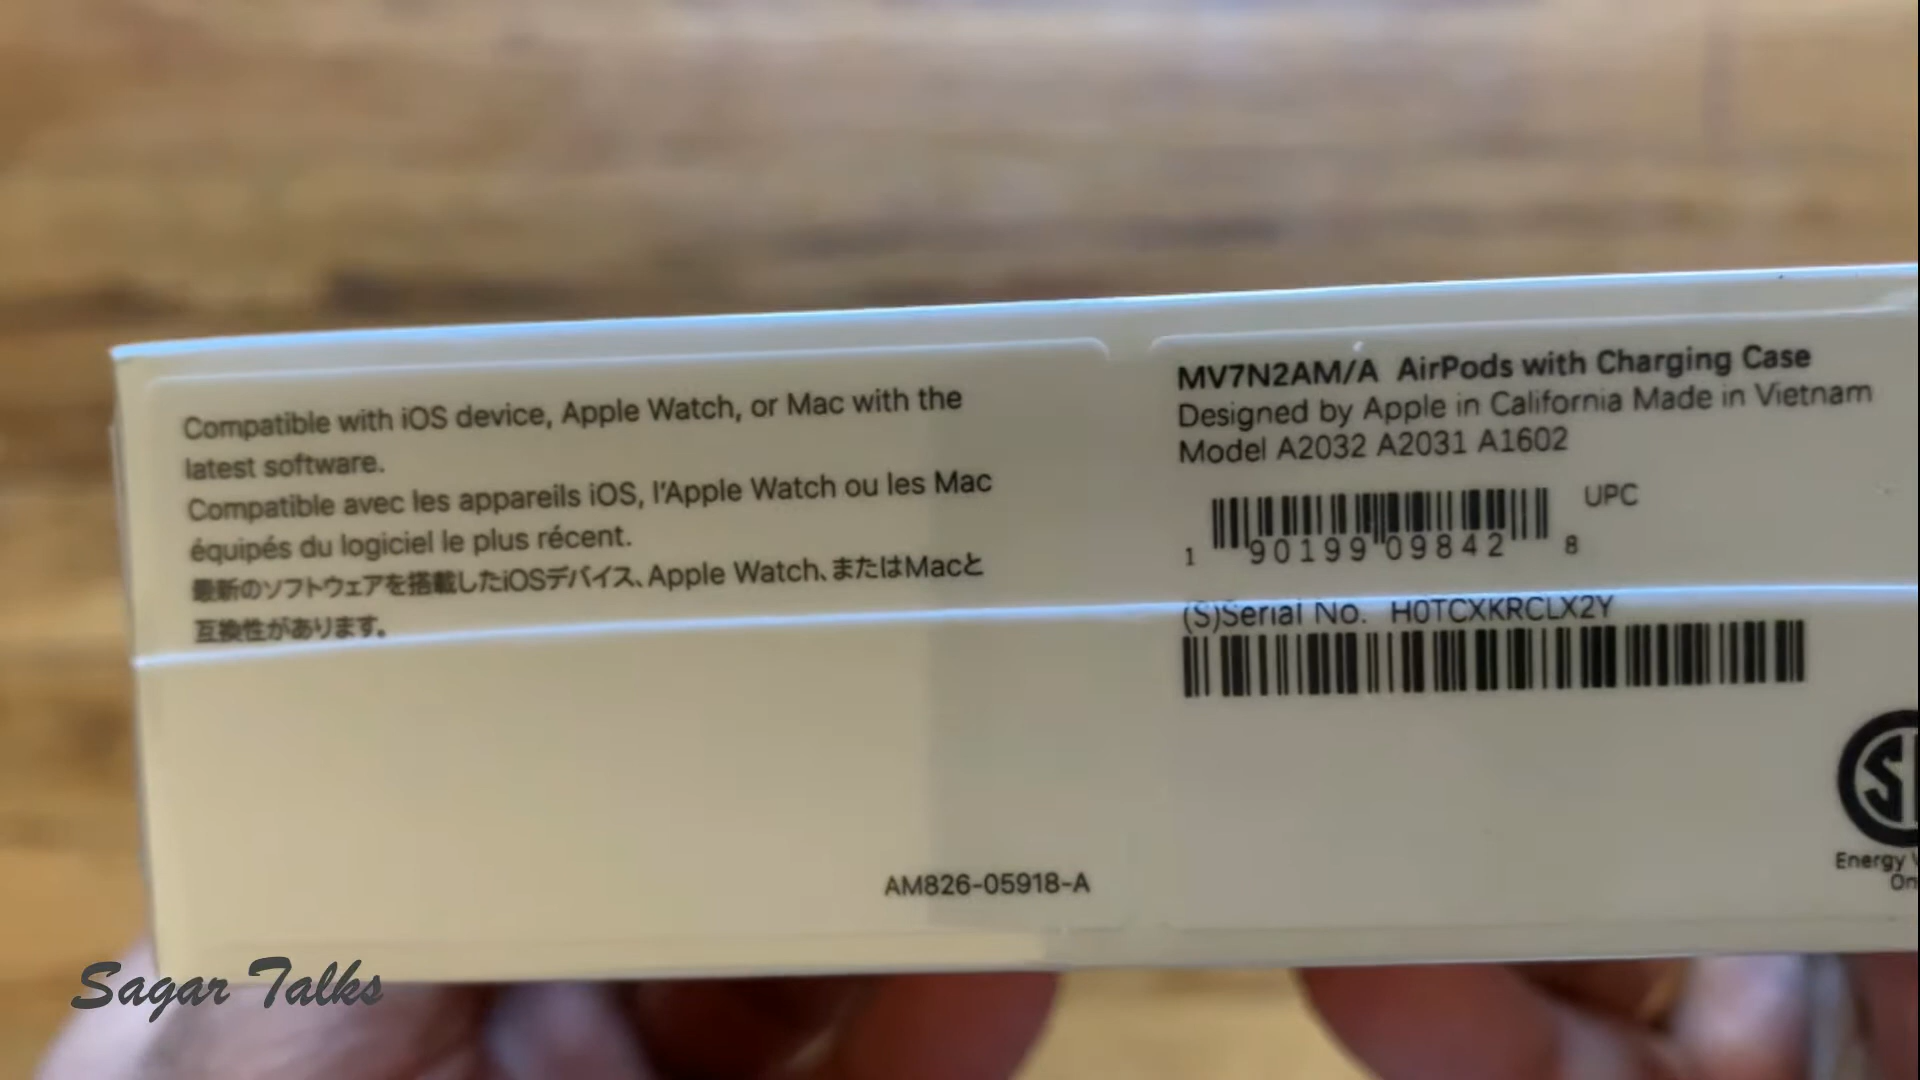 Compatible with iOS device, Apple Watch, or Mac with the
latest software.
Compatible avec les appareils iOS, l'Apple Watch ou les Mac
équipés du logiciel le plus récent.
最新のソフトウェアを搭載したiOSデバイス、Apple Watch、またはMacと
互換性があります。
AM826-05918-A
MV7N2AM/A AirPods with Charging Case
Designed by Apple in California Made in Vietnam
Model A2032 A2031 A1602
UPC
1 90199 09842 8
(S)Serial No. H0TCXKRCLX2Y
Energy
Sagar Talks